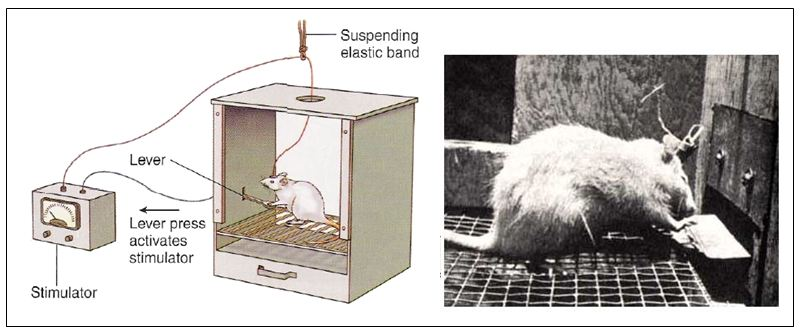 Suspending
elastic band
Lever
Lever press
activates
stimulator
Stimulator